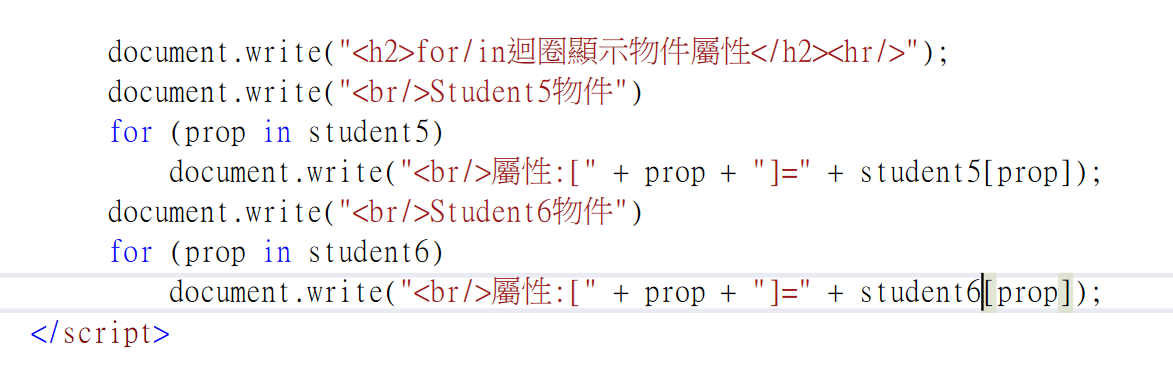 document.write("<h2>for/in迴圈顯示物件屬性</h2><hr/>");
document.write("<br/>Student5物件")
for (prop in student5)
document.write("<br/>屬性:[" + prop + "]=" + student5[prop]);
document.write("<br/>Student6物件")
for (prop in student6)
document.write("<br/>屬性:[" + prop + "]=" + student6[prop]);
</script>